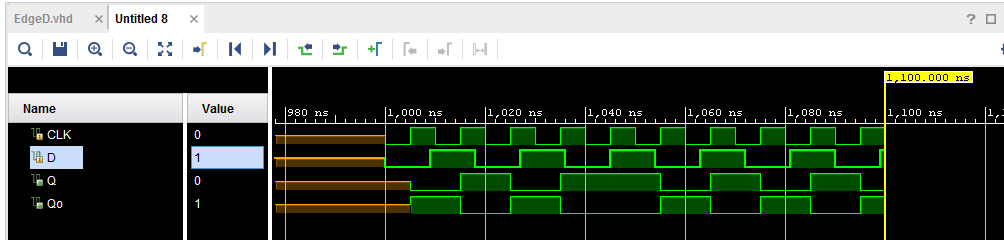 EdgeD.vhd × Untitled 8 × ?
1,100.000 ns
Name Value
980 ns 1,000 ns 1,020 ns 1,040 ns 1,060 ns 1,080 ns 1,100 ns
CLK 0
D 1
Q 0
Qo 1